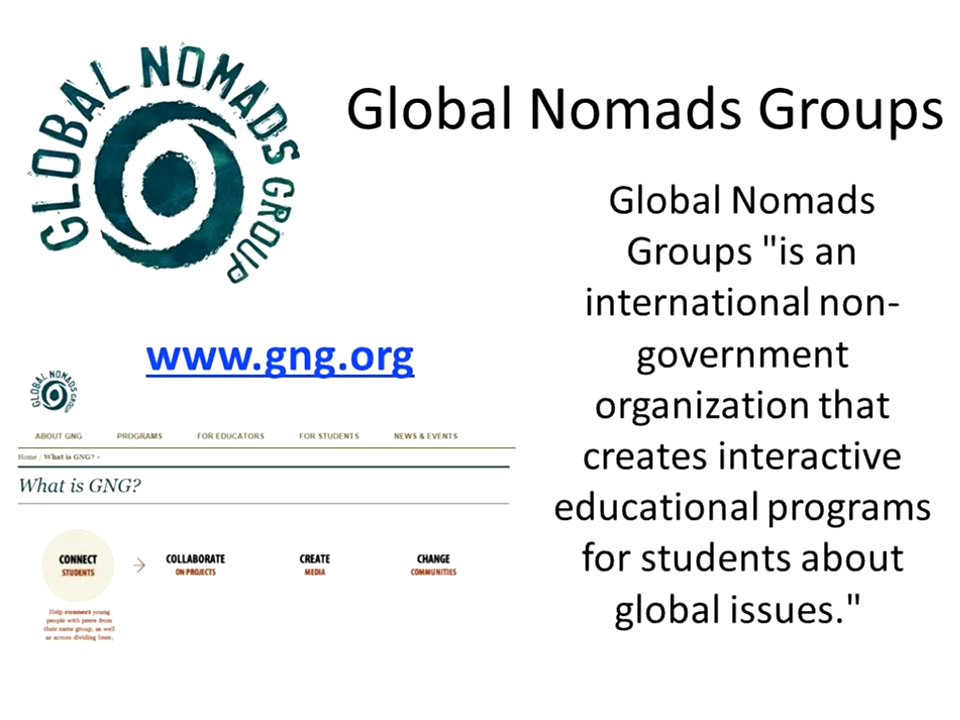 GLOBAL NOMADS GROUP
Global Nomads Groups
Global Nomads
Groups "is an
international non-
government
organization that
creates interactive
educational programs
for students about
global issues."
www.gng.org
GLOBAL NOMADS GROUP
ABOUT GNG PROGRAMS FOR EDUCATORS FOR STUDENTS NEWS & EVENTS
Home / What is GNG? •
What is GNG?
CONNECT COLLABORATE CREATE CHANGE
STUDENTS ON PROJECTS MEDIA COMMUNITIES
Help connect young
people with peers from
their same group, as well
as across dividing lines;